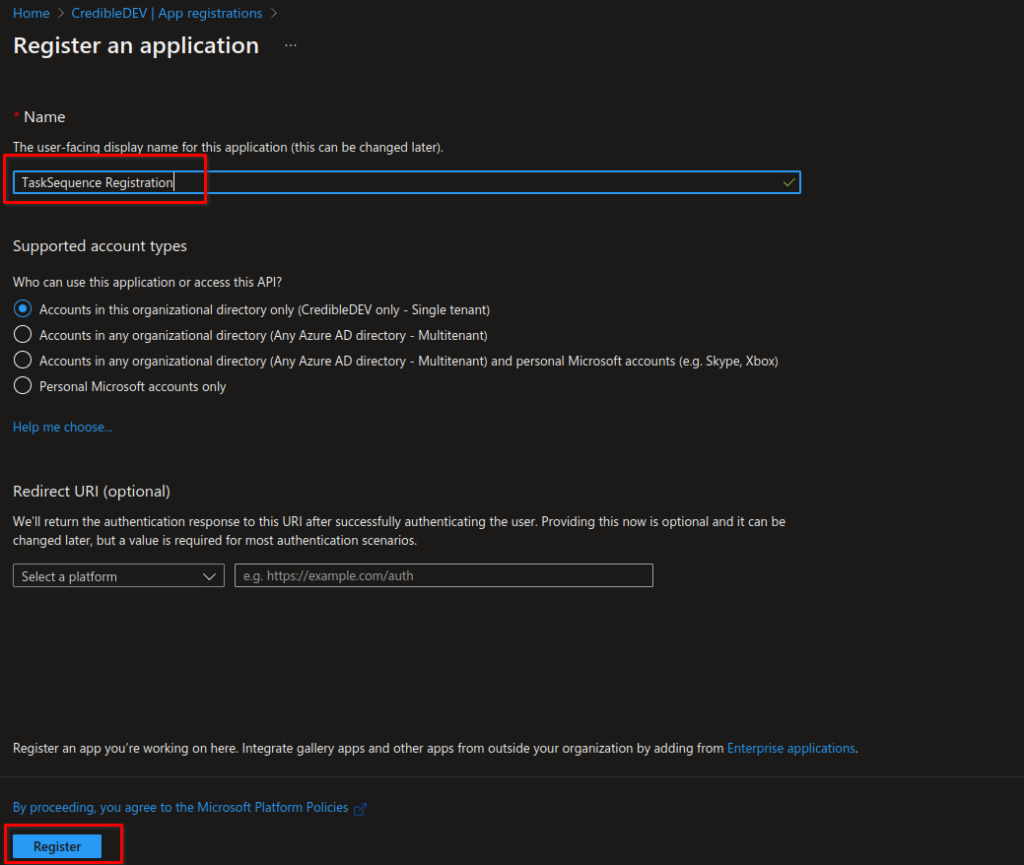 Home > CredibleDEV | App registrations >
Register an application ...
* Name
The user-facing display name for this application (this can be changed later).
TaskSequence Registration
Supported account types
Who can use this application or access this API?
Accounts in this organizational directory only (CredibleDEV only - Single tenant)
Accounts in any organizational directory (Any Azure AD directory - Multitenant)
Accounts in any organizational directory (Any Azure AD directory - Multitenant) and personal Microsoft accounts (e.g. Skype, Xbox)
Personal Microsoft accounts only
Help me choose...
Redirect URI (optional)
We'll return the authentication response to this URI after successfully authenticating the user. Providing this now is optional and it can be
changed later, but a value is required for most authentication scenarios.
Select a platform e.g. https://example.com/auth
Register an app you're working on here. Integrate gallery apps and other apps from outside your organization by adding from Enterprise applications.
By proceeding, you agree to the Microsoft Platform Policies
Register